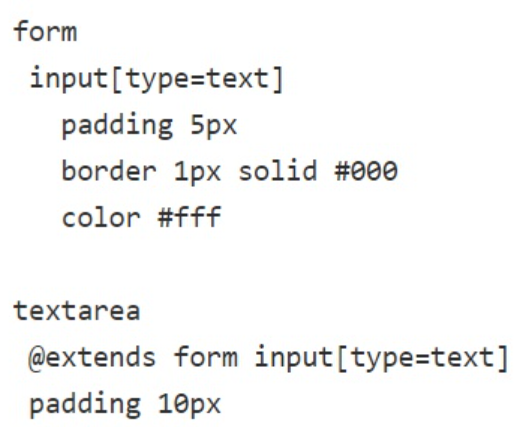 form
 input[type=text]
   padding 5px
   border 1px solid #000
   color #fff

textarea
 @extends form input[type=text]
 padding 10px